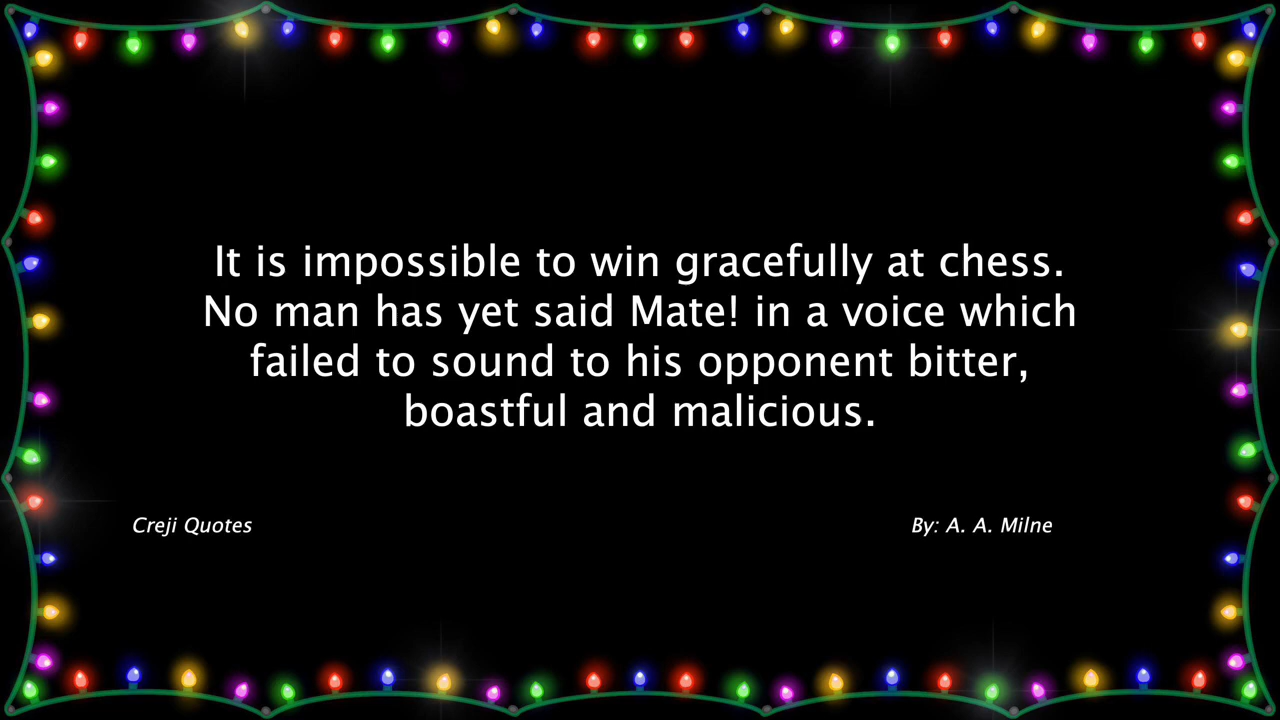 It is impossible to win gracefully at chess.
No man has yet said Mate! in a voice which
failed to sound to his opponent bitter,
boastful and malicious.
Creji Quotes
By: A. A. Milne